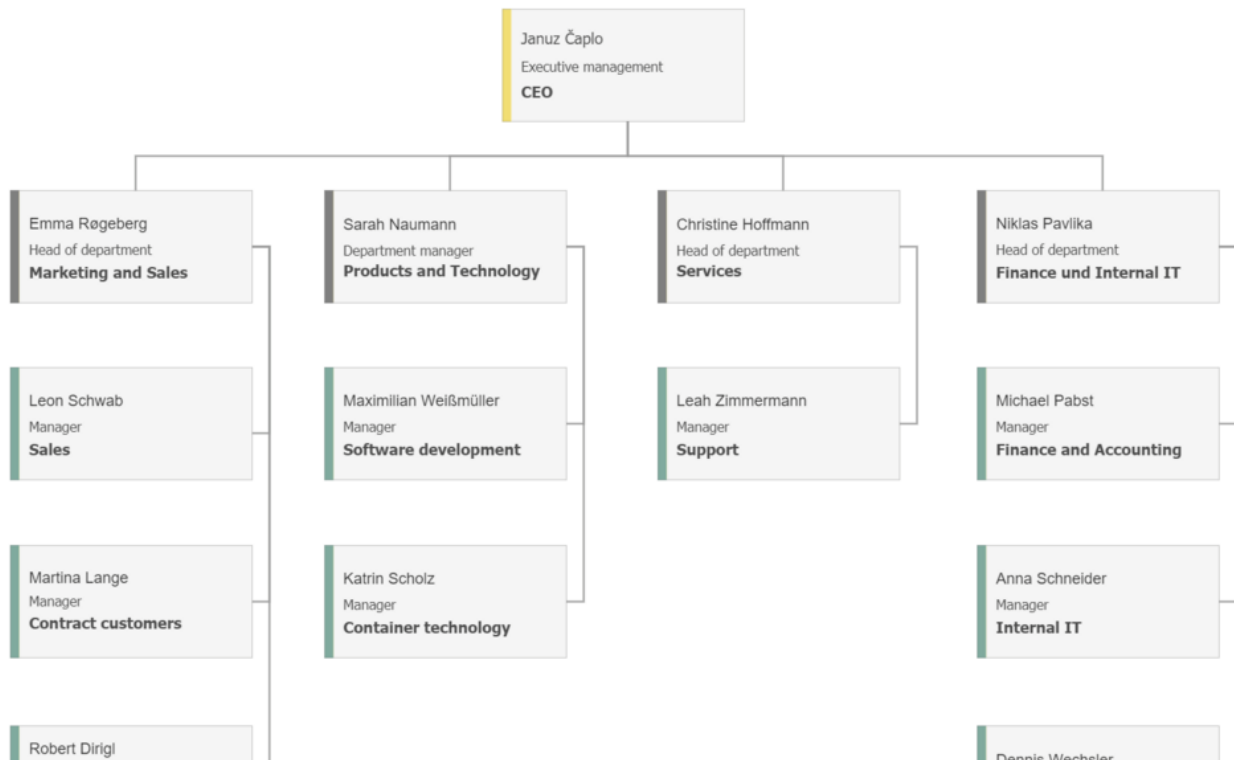 Januz Čaplo
Executive management
CEO
Emma Røgeberg
Head of department
Marketing and Sales
Sarah Naumann
Department manager
Products and Technology
Christine Hoffmann
Head of department
Services
Niklas Pavlika
Head of department
Finance und Internal IT
Leon Schwab
Manager
Sales
Maximilian Weißmüller
Manager
Software development
Leah Zimmermann
Manager
Support
Michael Pabst
Manager
Finance and Accounting
Martina Lange
Manager
Contract customers
Katrin Scholz
Manager
Container technology
Anna Schneider
Manager
Internal IT
Robert Dirigl
Dennis Wechsler